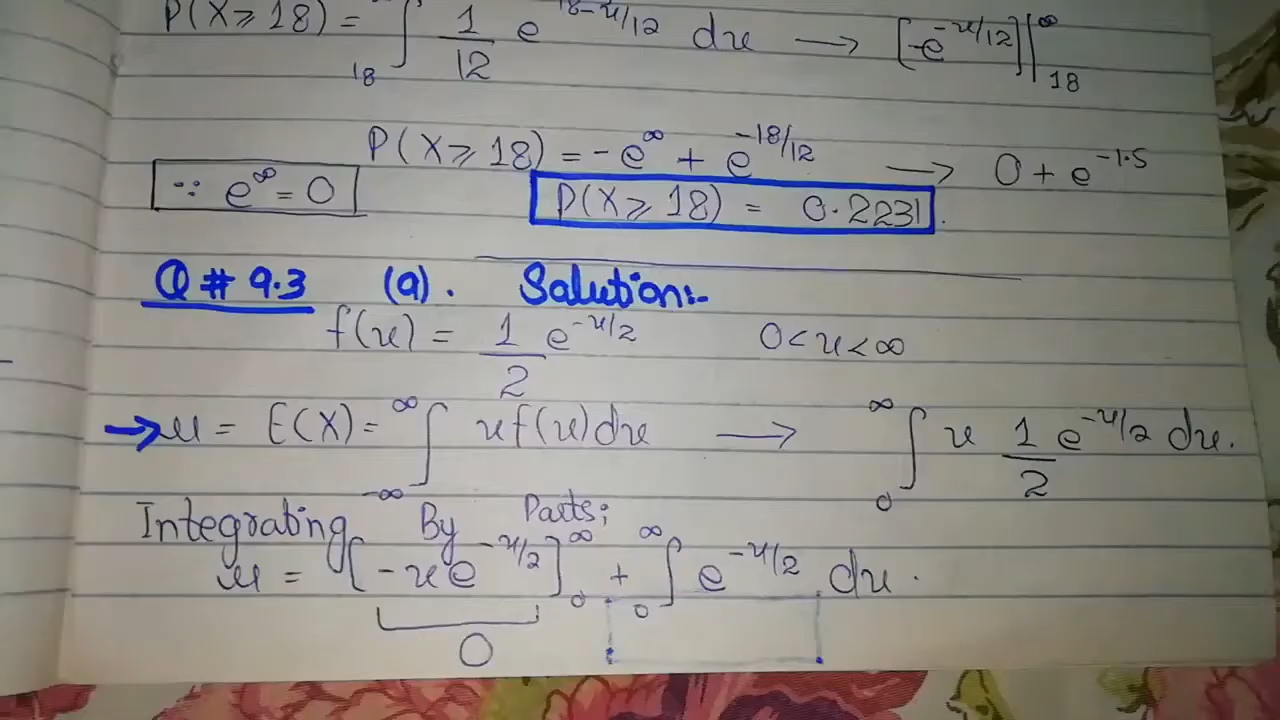 P(X ≥ 18) = ∫₁₈ 1/12 e^18-x/12 dx → [-e^-x/12]|₁₈^∞
P(X ≥ 18) = -e^∞ + e^-18/12 → 0 + e^-1.5
∵ e^∞ = 0
P(X ≥ 18) = 0.2231.
Q # 9.3 (a). Solution:-
f(x) = 1/2 e^-x/2 0 < x < ∞
→ μ = E(X) = ∫_-∞^∞ x f(x) dx → ∫₀^∞ x 1/2 e^-x/2 dx.
Integrating By Parts;
μ = [-x e^-x/2]₀^∞ + ∫₀^∞ e^-x/2 dx.
0